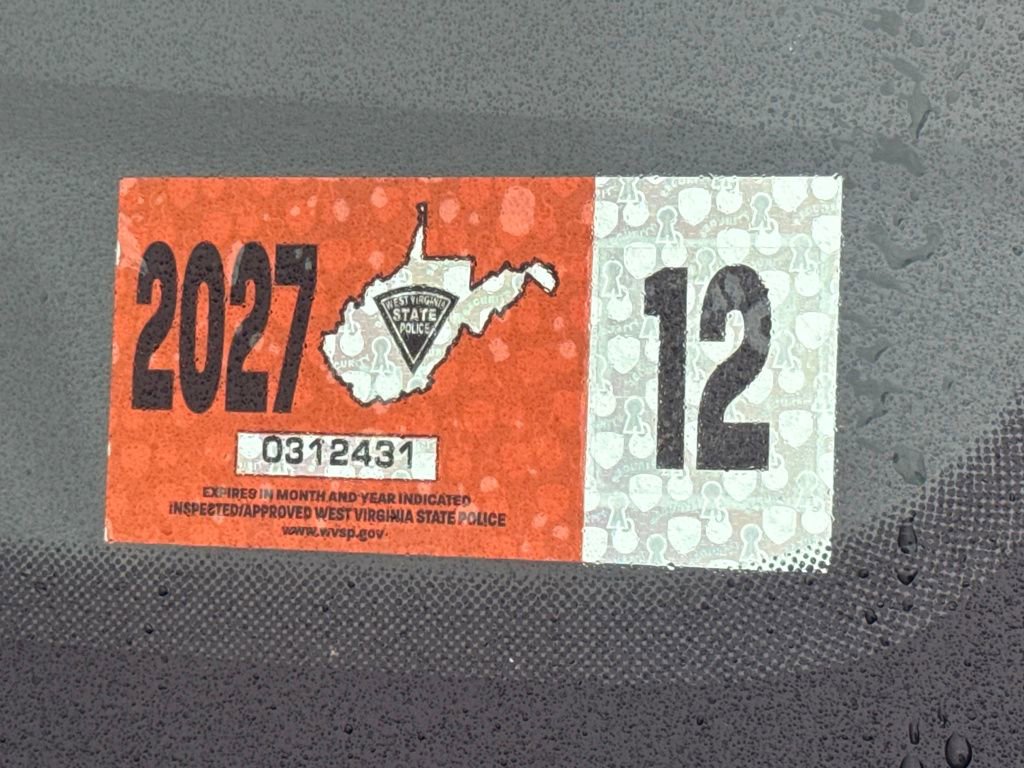 2027
WEST VIRGINIA
STATE
POLICE
12
0312431
EXPIRES IN MONTH AND YEAR INDICATED
INSPECTED/APPROVED WEST VIRGINIA STATE POLICE
www.wvsp.gov